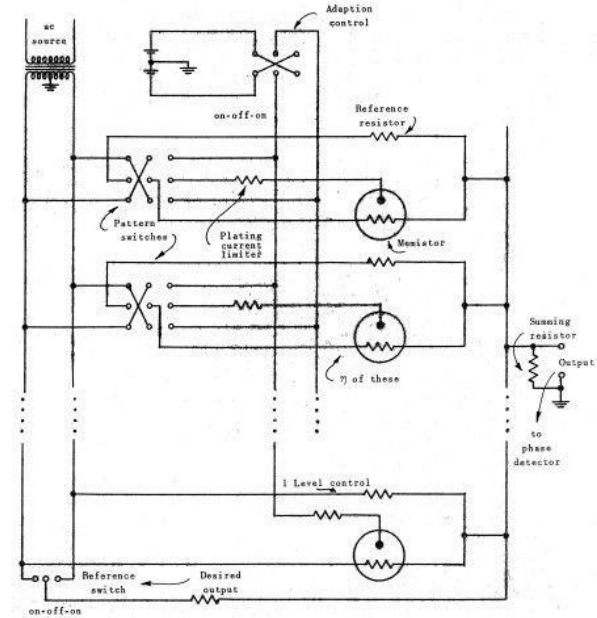 ac
source
Adaption
control
on-off-on
Reference
resistor
Pattern
switches
Plating
current
limiter
Memistor
η of these
Summing
resistor
Output
to
phase
detector
1 Level control
Reference
switch
Desired
output
on-off-on